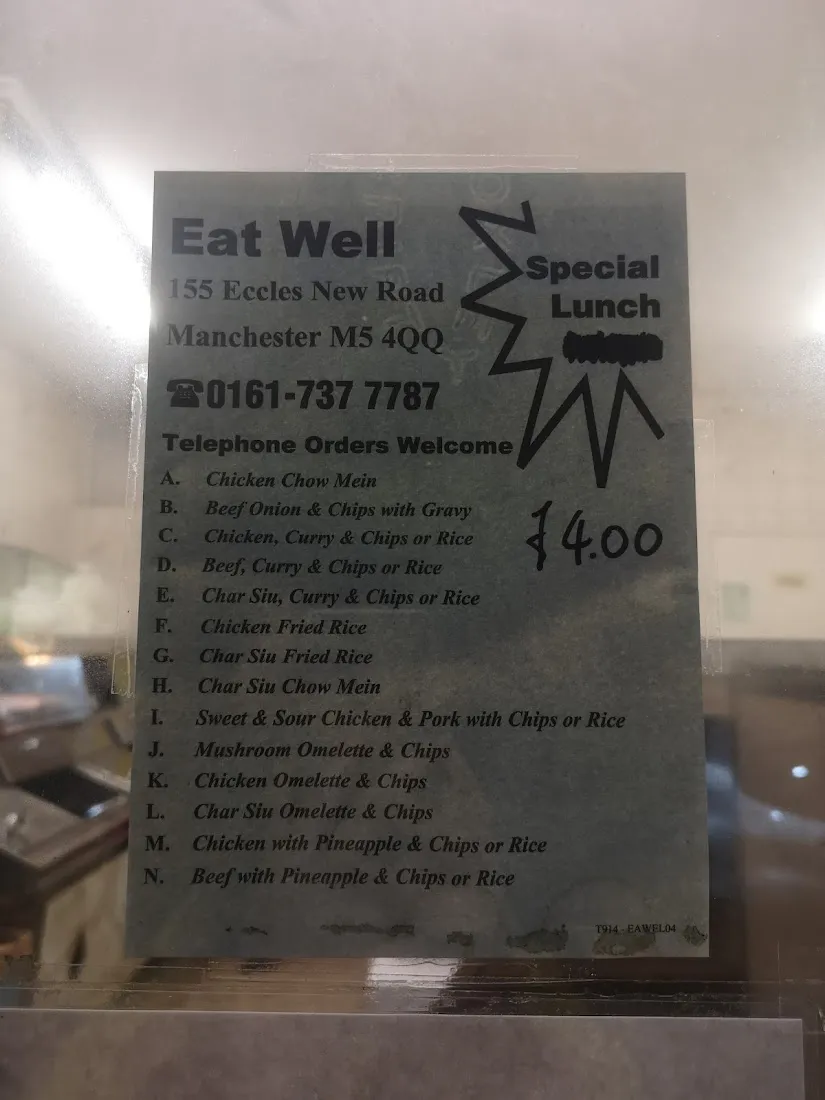 Eat Well
155 Eccles New Road
Manchester M5 4QQ
☎0161-737 7787
Telephone Orders Welcome
Special
Lunch
£4.00
A. Chicken Chow Mein
B. Beef Onion & Chips with Gravy
C. Chicken, Curry & Chips or Rice
D. Beef, Curry & Chips or Rice
E. Char Siu, Curry & Chips or Rice
F. Chicken Fried Rice
G. Char Siu Fried Rice
H. Char Siu Chow Mein
I. Sweet & Sour Chicken & Pork with Chips or Rice
J. Mushroom Omelette & Chips
K. Chicken Omelette & Chips
L. Char Siu Omelette & Chips
M. Chicken with Pineapple & Chips or Rice
N. Beef with Pineapple & Chips or Rice
T914 - EAWEL04